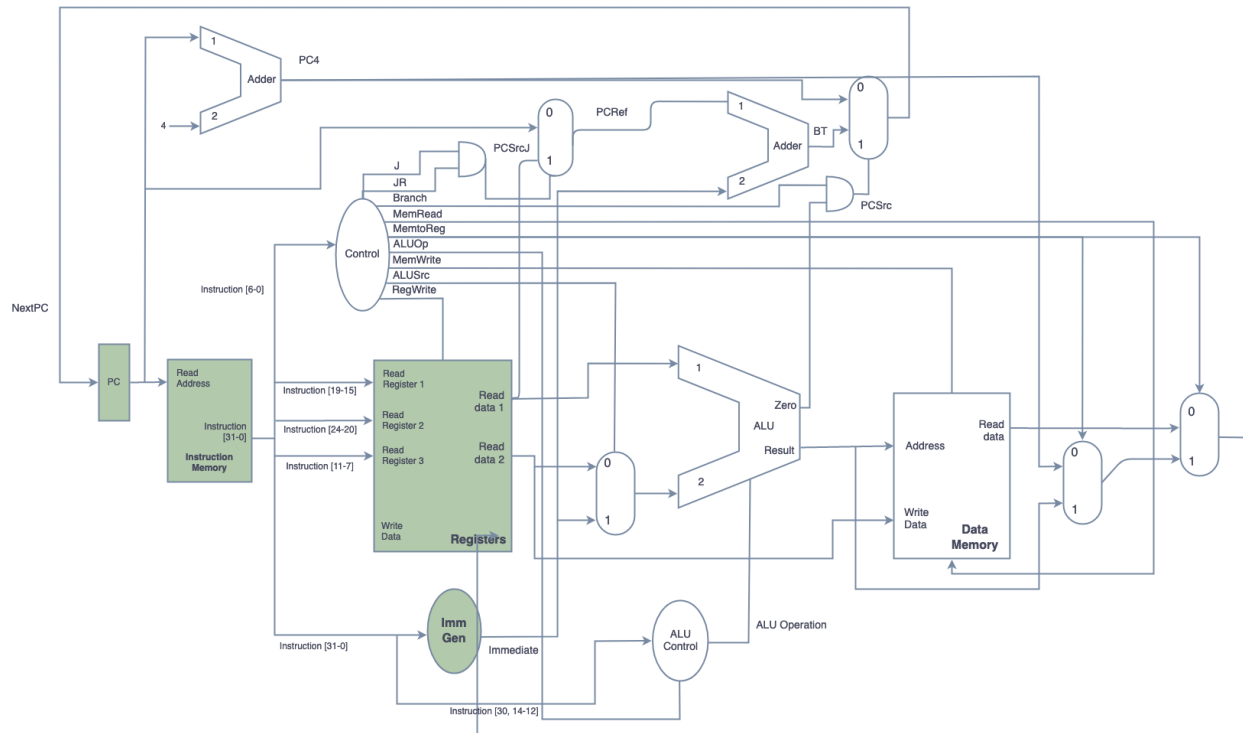 1
PC4
Adder
2
4
0
PCRef
1
0
PCSrcJ
BT
Adder
J
1
1
JR
2
Branch
PCSrc
MemRead
MemtoReg
Control
ALUOp
MemWrite
ALUSrc
Instruction [6-0]
RegWrite
NextPC
PC
Read
Address
Instruction
[31-0]
Instruction
Memory
Instruction [19-15]
Instruction [24-20]
Instruction [11-7]
Read
Register 1
Read
Register 2
Read
Register 3
Read
data 1
Read
data 2
Write
Data
Registers
0
1
1
Zero
ALU
Result
2
Address
Read
data
Write
Data
Data
Memory
0
1
0
1
Imm
Gen
Immediate
Instruction [31-0]
ALU
Control
ALU Operation
Instruction [30, 14-12]